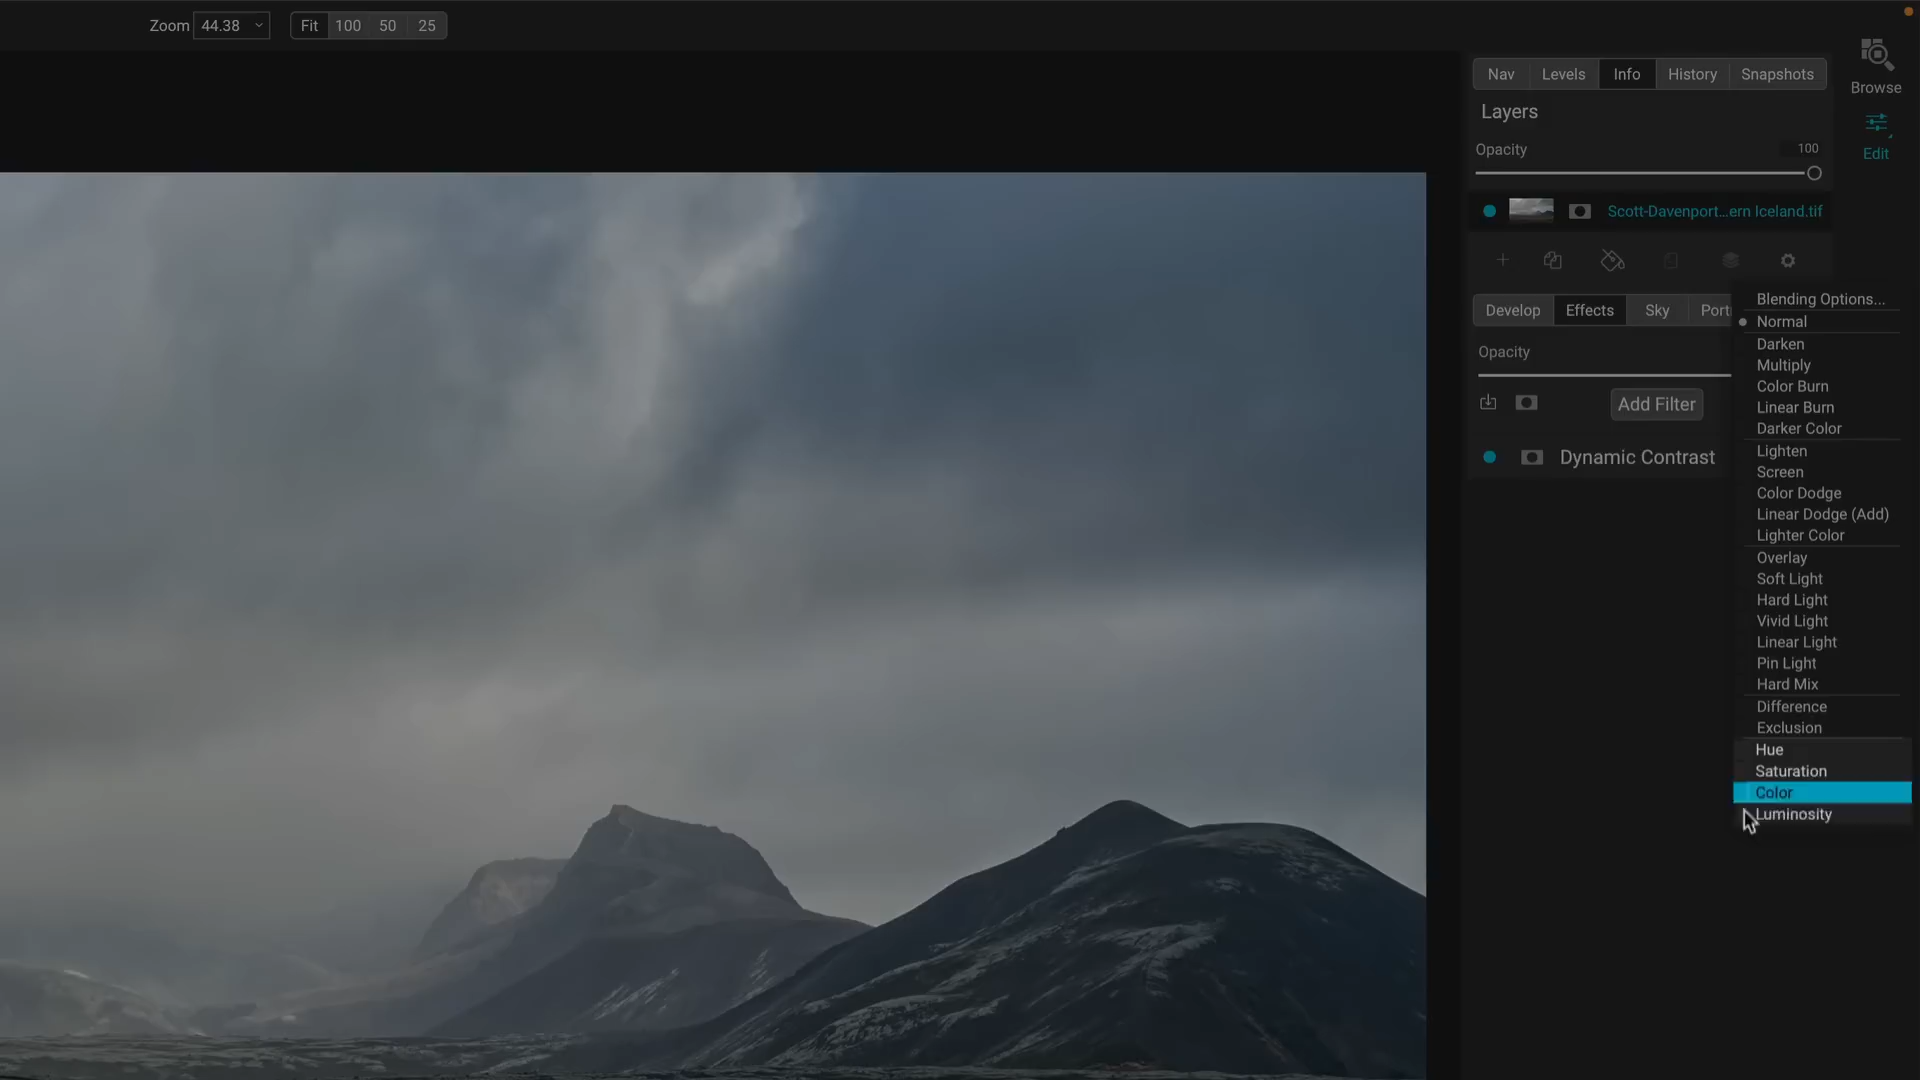 Zoom 44.38 Fit 100 50 25
Nav Levels Info History Snapshots
Browse
Layers
Opacity 100
Edit
Scott-Davenport...ern Iceland.tif
Develop Effects Sky
Opacity
Add Filter
Dynamic Contrast
Blending Options...
Normal
Darken
Multiply
Color Burn
Linear Burn
Darker Color
Lighten
Screen
Color Dodge
Linear Dodge (Add)
Lighter Color
Overlay
Soft Light
Hard Light
Vivid Light
Linear Light
Pin Light
Hard Mix
Difference
Exclusion
Hue
Saturation
Color
Luminosity